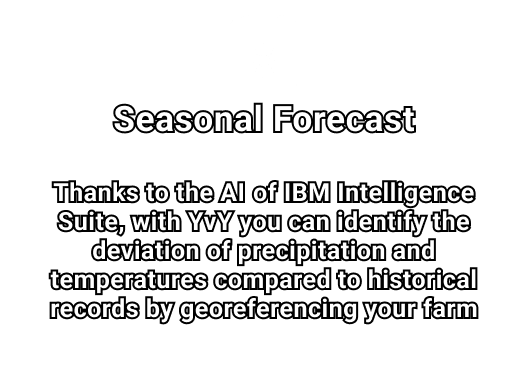 Seasonal Forecast
Thanks to the AI of IBM Intelligence
Suite, with YvY you can identify the
deviation of precipitation and
temperatures compared to historical
records by georeferencing your farm